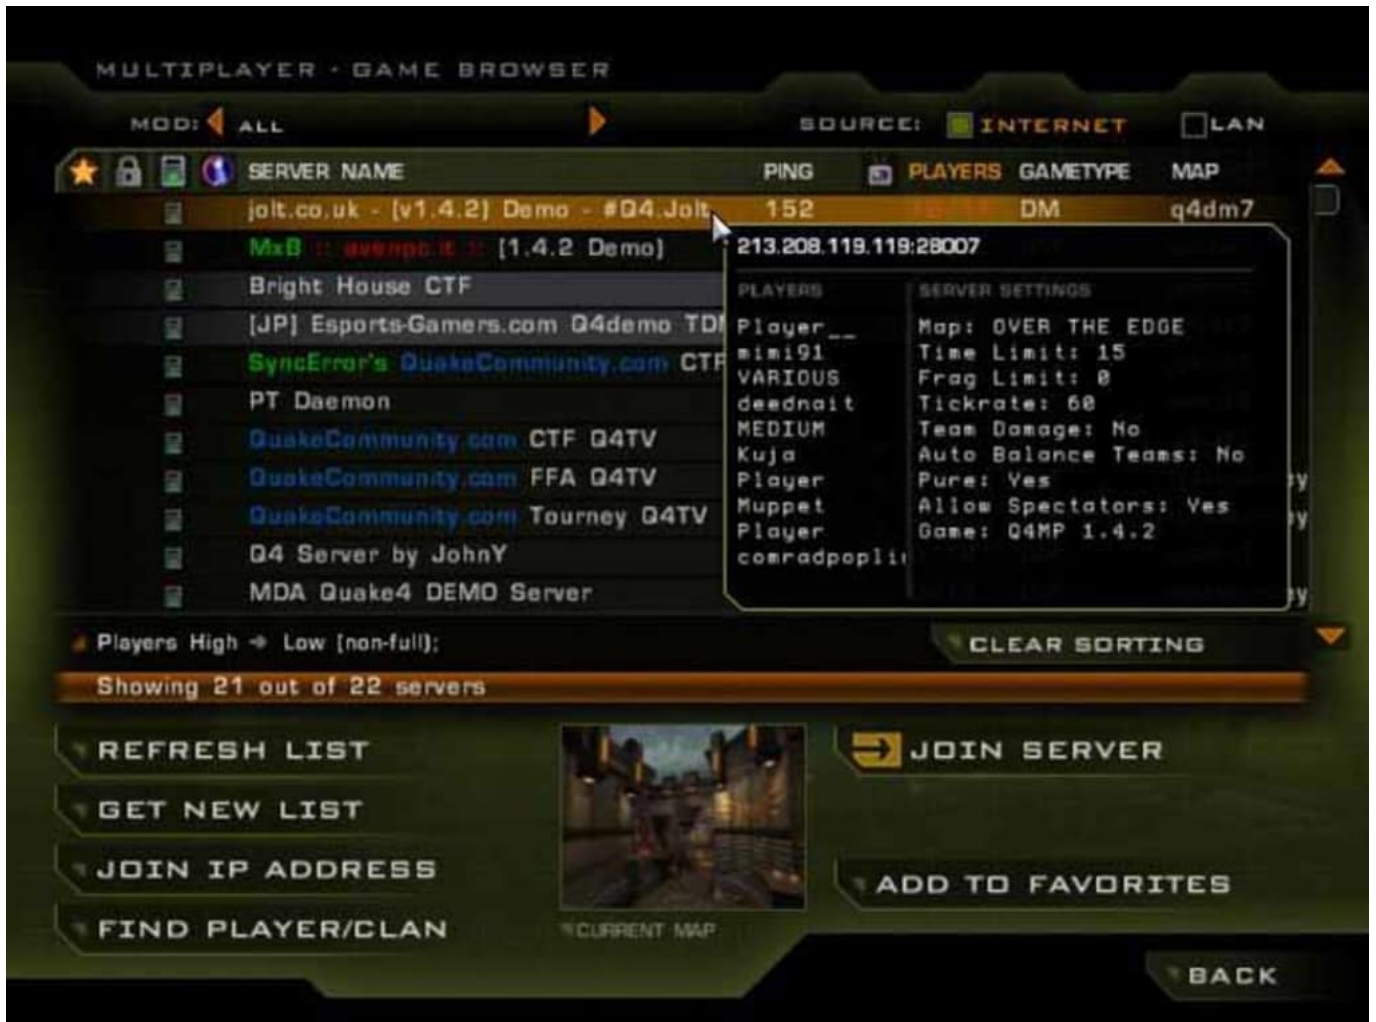 MULTIPLAYER - GAME BROWSER
MOD: ALL SOURCE: INTERNET LAN
SERVER NAME PING PLAYERS GAMETYPE MAP
jolt.co.uk - [v1.4.2] Demo - #Q4.Jolt 152 DM q4dm7
MxB :: avenpc.it :: [1.4.2 Demo]
Bright House CTF
[JP] Esports-Gamers.com Q4demo TDM
SyncError's QuakeCommunity.com CTF
PT Daemon
QuakeCommunity.com CTF Q4TV
QuakeCommunity.com FFA Q4TV
QuakeCommunity.com Tourney Q4TV
Q4 Server by JohnY
MDA Quake4 DEMO Server
213.208.119.119:28007
PLAYERS
Player__
mimi91
VARIOUS
deednait
MEDIUM
Kuja
Player
Muppet
Player
comradpopli
SERVER SETTINGS
Map: OVER THE EDGE
Time Limit: 15
Frag Limit: 0
Tickrate: 60
Team Damage: No
Auto Balance Teams: No
Pure: Yes
Allow Spectators: Yes
Game: Q4MP 1.4.2
Players High → Low (non-full);
CLEAR SORTING
Showing 21 out of 22 servers
REFRESH LIST
GET NEW LIST
JOIN IP ADDRESS
FIND PLAYER/CLAN
CURRENT MAP
JOIN SERVER
ADD TO FAVORITES
BACK